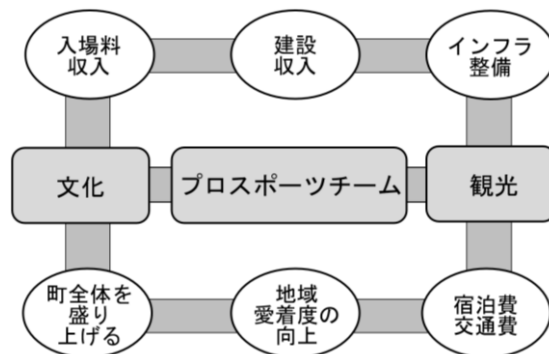 入場料
収入
建設
収入
インフラ
整備
文化
プロスポーツチーム
観光
町全体を
盛り
上げる
地域
愛着度の
向上
宿泊費
交通費